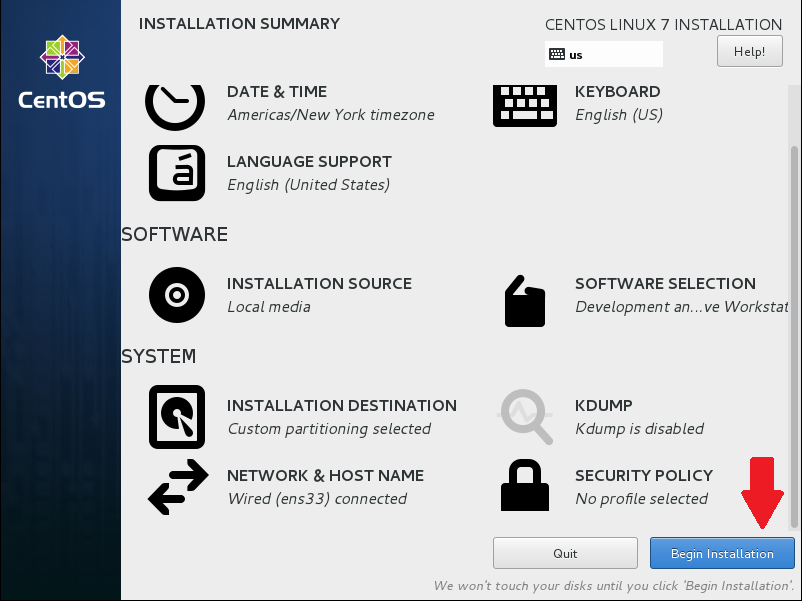 INSTALLATION SUMMARY
CENTOS LINUX 7 INSTALLATION
us
Help!
CentOS
DATE & TIME
Americas/New York timezone
KEYBOARD
English (US)
á
LANGUAGE SUPPORT
English (United States)
SOFTWARE
INSTALLATION SOURCE
Local media
SOFTWARE SELECTION
Development an...ve Workstat
SYSTEM
INSTALLATION DESTINATION
Custom partitioning selected
KDUMP
Kdump is disabled
NETWORK & HOST NAME
Wired (ens33) connected
SECURITY POLICY
No profile selected
Quit
Begin Installation
We won't touch your disks until you click 'Begin Installation'.